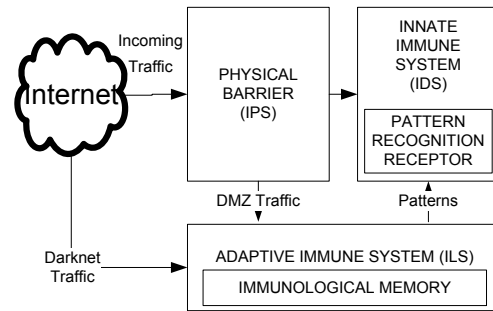 Internet
Incoming
Traffic
PHYSICAL
BARRIER
(IPS)
INNATE
IMMUNE
SYSTEM
(IDS)
PATTERN
RECOGNITION
RECEPTOR
DMZ Traffic
Patterns
Darknet
Traffic
ADAPTIVE IMMUNE SYSTEM (ILS)
IMMUNOLOGICAL MEMORY